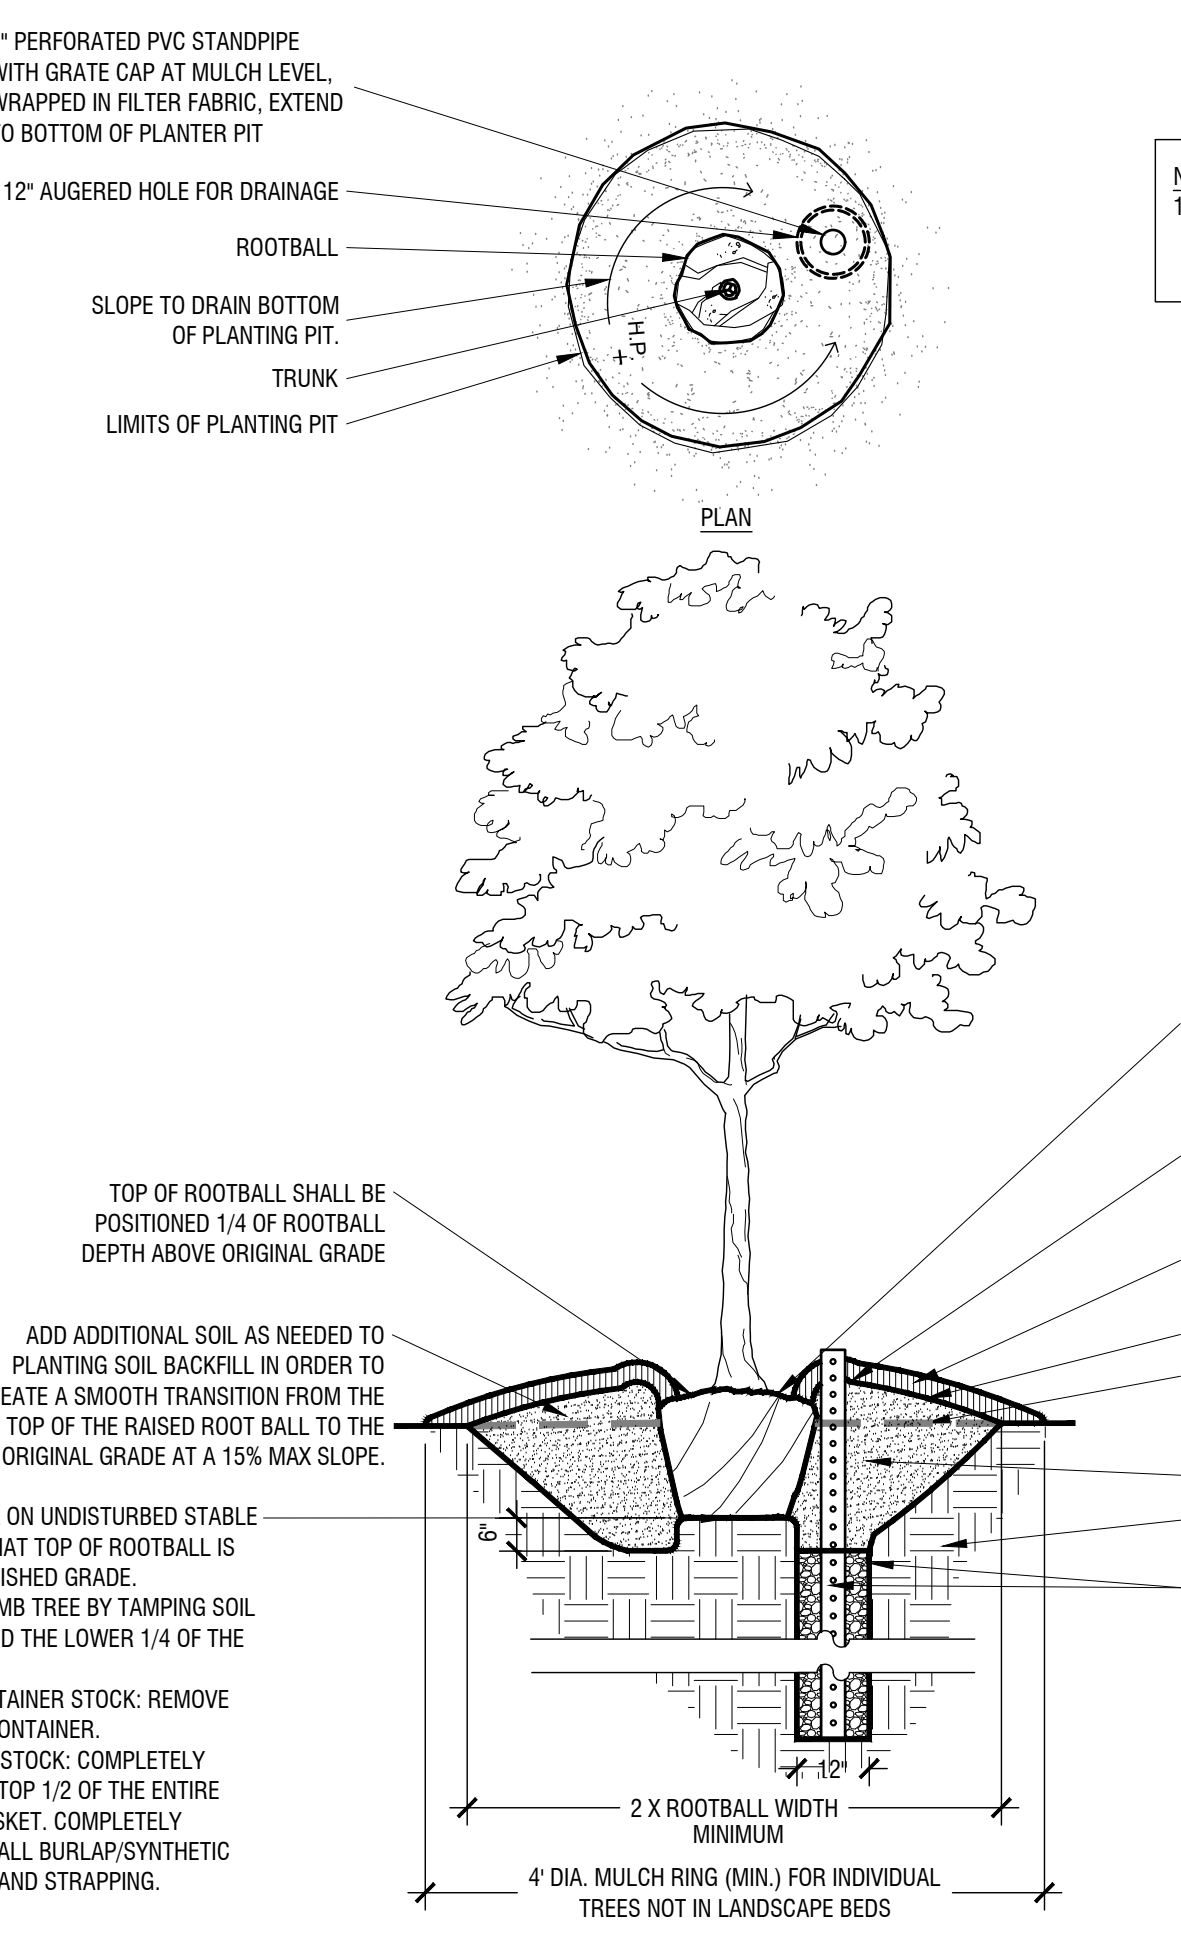 " PERFORATED PVC STANDPIPE
WITH GRATE CAP AT MULCH LEVEL,
WRAPPED IN FILTER FABRIC, EXTEND
TO BOTTOM OF PLANTER PIT
12" AUGERED HOLE FOR DRAINAGE
ROOTBALL
SLOPE TO DRAIN BOTTOM
OF PLANTING PIT.
TRUNK
LIMITS OF PLANTING PIT
H.P.
+
N
1
PLAN
TOP OF ROOTBALL SHALL BE
POSITIONED 1/4 OF ROOTBALL
DEPTH ABOVE ORIGINAL GRADE
ADD ADDITIONAL SOIL AS NEEDED TO
PLANTING SOIL BACKFILL IN ORDER TO
EATE A SMOOTH TRANSITION FROM THE
TOP OF THE RAISED ROOT BALL TO THE
ORIGINAL GRADE AT A 15% MAX SLOPE.
ON UNDISTURBED STABLE
HAT TOP OF ROOTBALL IS
ISHED GRADE.
MB TREE BY TAMPING SOIL
D THE LOWER 1/4 OF THE
TAINER STOCK: REMOVE
ONTAINER.
STOCK: COMPLETELY
TOP 1/2 OF THE ENTIRE
SKET. COMPLETELY
ALL BURLAP/SYNTHETIC
AND STRAPPING.
6"
12"
2 X ROOTBALL WIDTH
MINIMUM
4' DIA. MULCH RING (MIN.) FOR INDIVIDUAL
TREES NOT IN LANDSCAPE BEDS